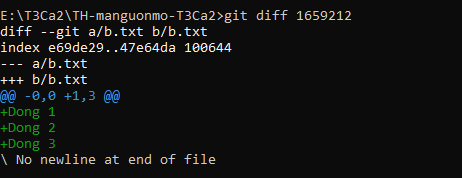 E:\T3Ca2\TH-manguonmo-T3Ca2>git diff 1659212
diff --git a/b.txt b/b.txt
index e69de29..47e64da 100644
--- a/b.txt
+++ b/b.txt
@@ -0,0 +1,3 @@
+Dong 1
+Dong 2
+Dong 3
\ No newline at end of file